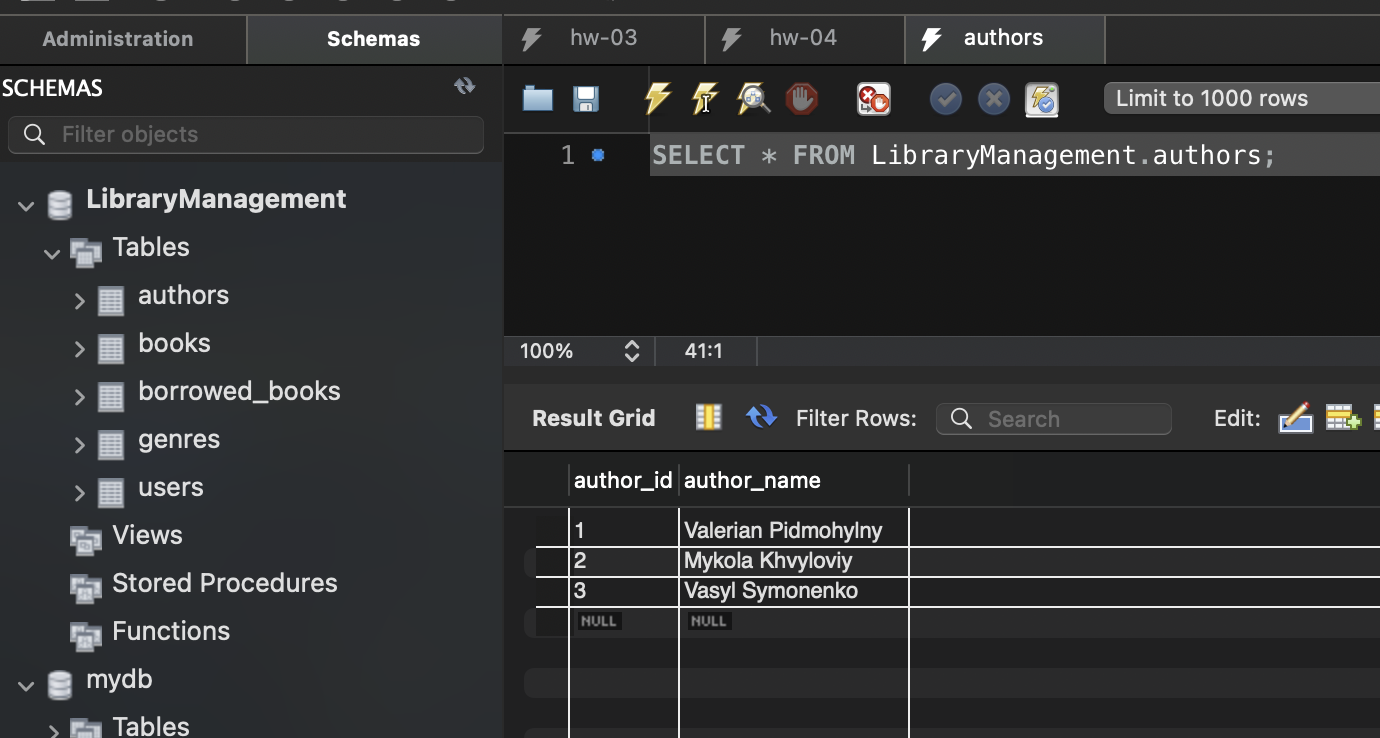 Administration Schemas
SCHEMAS
Filter objects
LibraryManagement
Tables
authors
books
borrowed_books
genres
users
Views
Stored Procedures
Functions
mydb
Tables
hw-03 hw-04 authors
Limit to 1000 rows
1 SELECT * FROM LibraryManagement.authors;
100% 41:1
Result Grid Filter Rows: Search Edit:
author_id author_name
1 Valerian Pidmohylny
2 Mykola Khvyloviy
3 Vasyl Symonenko
NULL NULL